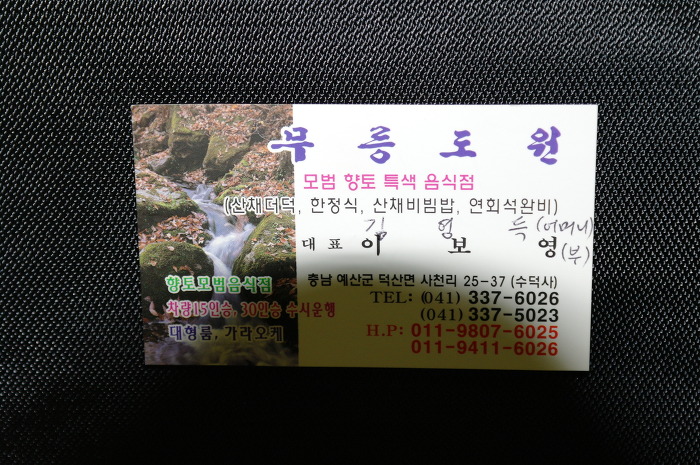 무릉도원
모범 향토 특색 음식점
(산채더덕, 한정식, 산채비빔밥, 연회석완비)
김형득 (어머니)
대표 이보영 (부)
충남 예산군 덕산면 사천리 25-37 (수덕사)
TEL: (041) 337-6026
(041) 337-5023
H.P: 011-9807-6025
011-9411-6026
향토모범음식점
차량15인승, 30인승 수시운행
대형룸, 가라오케